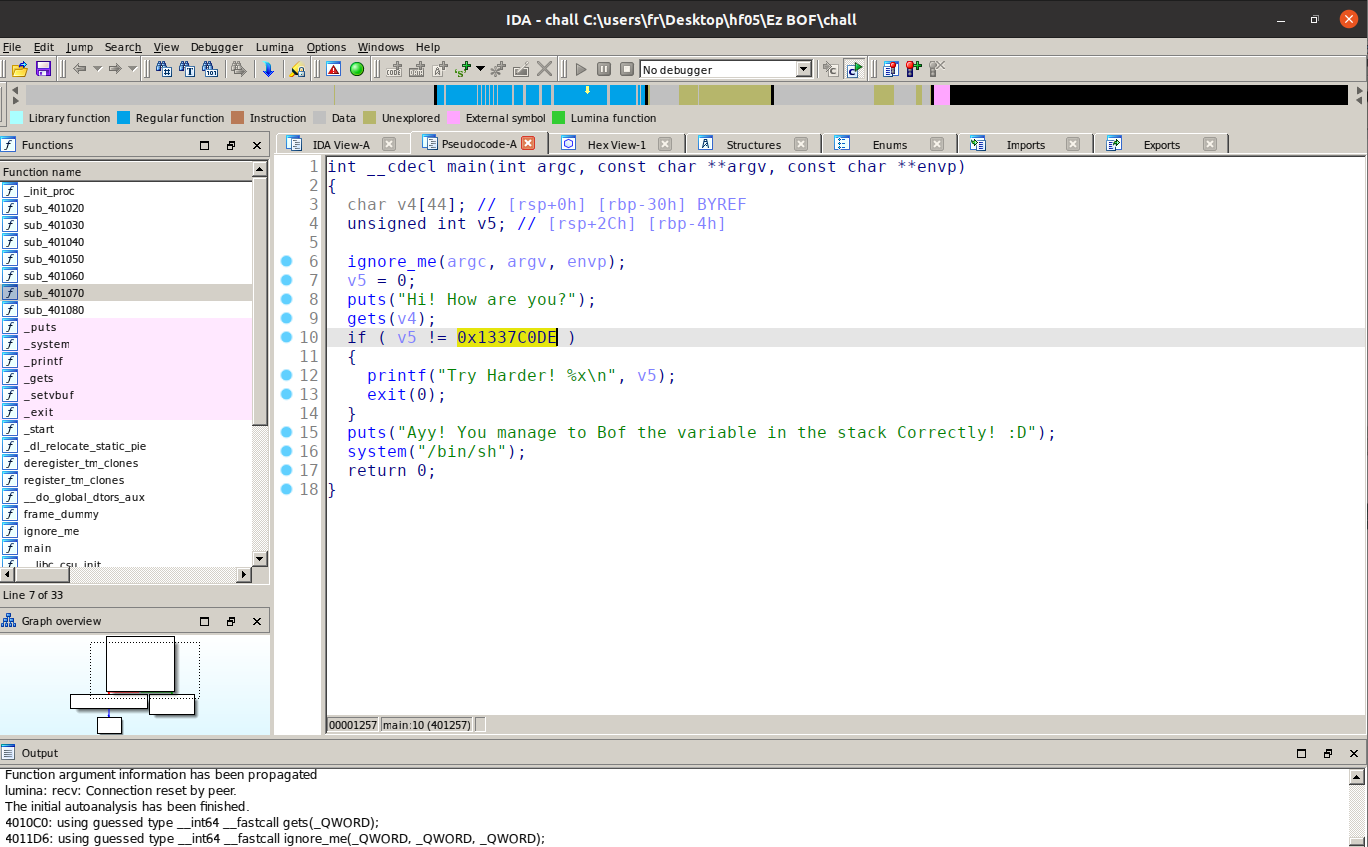 IDA - chall C:\users\fr\Desktop\hf05\Ez BOF\chall
File Edit Jump Search View Debugger Lumina Options Windows Help
No debugger
Library function Regular function Instruction Data Unexplored External symbol Lumina function
Functions
IDA View-A Pseudocode-A Hex View-1 Structures Enums Imports Exports
Function name
_init_proc
sub_401020
sub_401030
sub_401040
sub_401050
sub_401060
sub_401070
sub_401080
_puts
_system
_printf
_gets
_setvbuf
_exit
_start
_dl_relocate_static_pie
deregister_tm_clones
register_tm_clones
__do_global_dtors_aux
frame_dummy
ignore_me
main
__libc_csu_init
Line 7 of 33
Graph overview
1 int __cdecl main(int argc, const char **argv, const char **envp)
2 {
3 char v4[44]; // [rsp+0h] [rbp-30h] BYREF
4 unsigned int v5; // [rsp+2Ch] [rbp-4h]
5
6 ignore_me(argc, argv, envp);
7 v5 = 0;
8 puts("Hi! How are you?");
9 gets(v4);
10 if ( v5 != 0x1337C0DE )
11 {
12 printf("Try Harder! %x\n", v5);
13 exit(0);
14 }
15 puts("Ayy! You manage to Bof the variable in the stack Correctly! :D");
16 system("/bin/sh");
17 return 0;
18 }
00001257 main:10 (401257)
Output
Function argument information has been propagated
lumina: recv: Connection reset by peer.
The initial autoanalysis has been finished.
4010C0: using guessed type __int64 __fastcall gets(_QWORD);
4011D6: using guessed type __int64 __fastcall ignore_me(_QWORD, _QWORD, _QWORD);